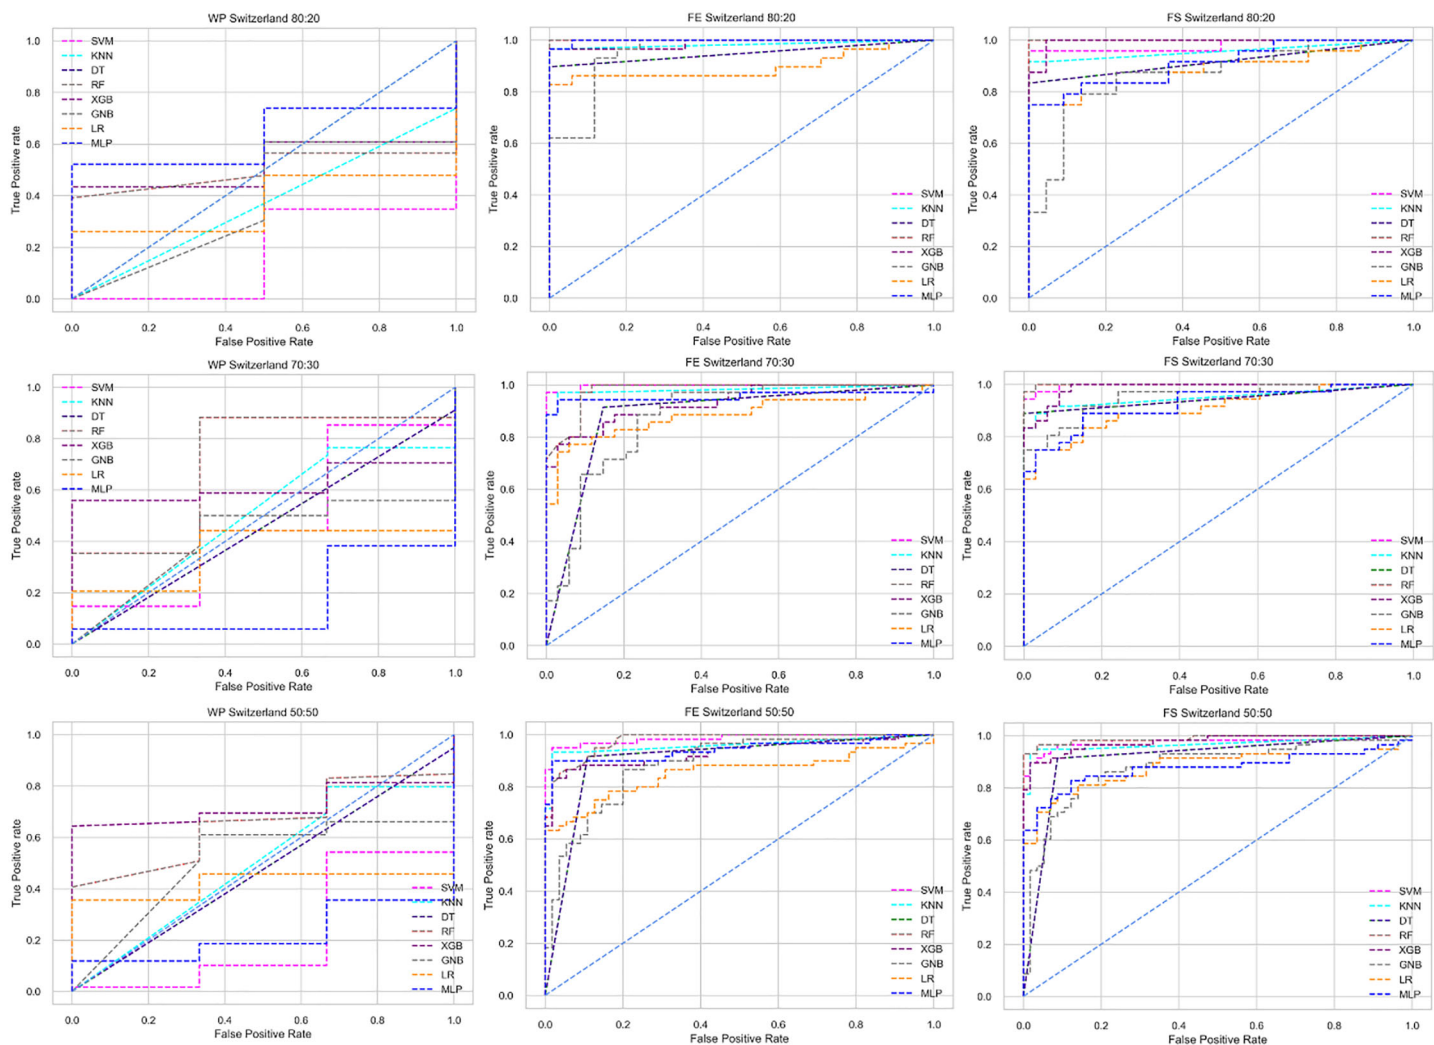 WP Switzerland 80:20
True Positive rate
1.0
0.8
0.6
0.4
0.2
0.0
SVM
KNN
DT
RF
XGB
GNB
LR
MLP
0.0 0.2 0.4 0.6 0.8 1.0
False Positive Rate
FE Switzerland 80:20
True Positive rate
1.0
0.8
0.6
0.4
0.2
0.0
SVM
KNN
DT
RF
XGB
GNB
LR
MLP
0.0 0.2 0.4 0.6 0.8 1.0
False Positive Rate
FS Switzerland 80:20
True Positive rate
1.0
0.8
0.6
0.4
0.2
0.0
SVM
KNN
DT
RF
XGB
GNB
LR
MLP
0.0 0.2 0.4 0.6 0.8 1.0
False Positive Rate
WP Switzerland 70:30
True Positive rate
1.0
0.8
0.6
0.4
0.2
0.0
SVM
KNN
DT
RF
XGB
GNB
LR
MLP
0.0 0.2 0.4 0.6 0.8 1.0
False Positive Rate
FE Switzerland 70:30
True Positive rate
1.0
0.8
0.6
0.4
0.2
0.0
SVM
KNN
DT
RF
XGB
GNB
LR
MLP
0.0 0.2 0.4 0.6 0.8 1.0
False Positive Rate
FS Switzerland 70:30
True Positive rate
1.0
0.8
0.6
0.4
0.2
0.0
SVM
KNN
DT
RF
XGB
GNB
LR
MLP
0.0 0.2 0.4 0.6 0.8 1.0
False Positive Rate
WP Switzerland 50:50
True Positive rate
1.0
0.8
0.6
0.4
0.2
0.0
SVM
KNN
DT
RF
XGB
GNB
LR
MLP
0.0 0.2 0.4 0.6 0.8 1.0
False Positive Rate
FE Switzerland 50:50
True Positive rate
1.0
0.8
0.6
0.4
0.2
0.0
SVM
KNN
DT
RF
XGB
GNB
LR
MLP
0.0 0.2 0.4 0.6 0.8 1.0
False Positive Rate
FS Switzerland 50:50
True Positive rate
1.0
0.8
0.6
0.4
0.2
0.0
SVM
KNN
DT
RF
XGB
GNB
LR
MLP
0.0 0.2 0.4 0.6 0.8 1.0
False Positive Rate